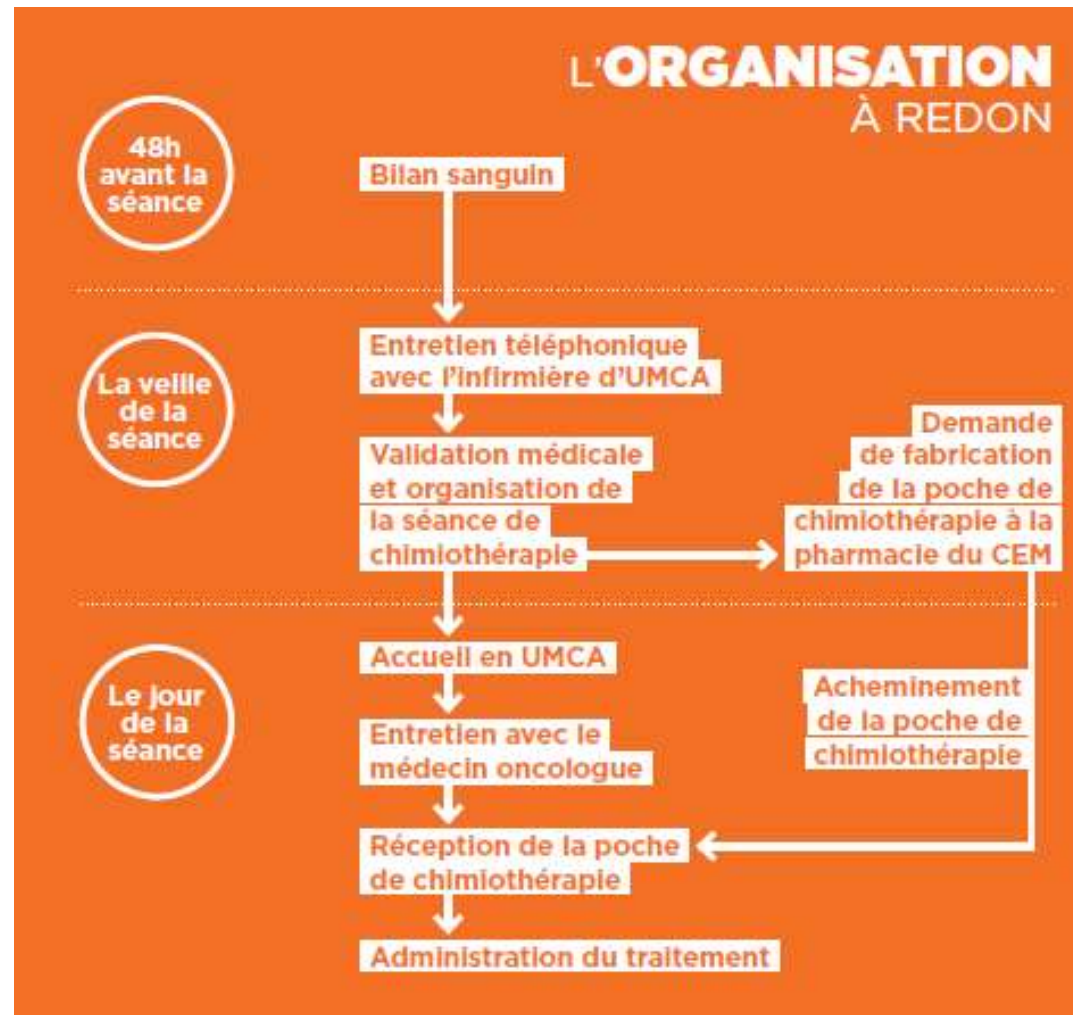 L'ORGANISATION
À REDON
48h
avant la
séance
Bilan sanguin
La veille
de la
séance
Entretien téléphonique
avec l'infirmière d'UMCA
Validation médicale
et organisation de
la séance de
chimiothérapie
Demande
de fabrication
de la poche de
chimiothérapie à la
pharmacie du CEM
Le jour
de la
séance
Accueil en UMCA
Entretien avec le
médecin oncologue
Acheminement
de la poche de
chimiothérapie
Réception de la poche
de chimiothérapie
Administration du traitement